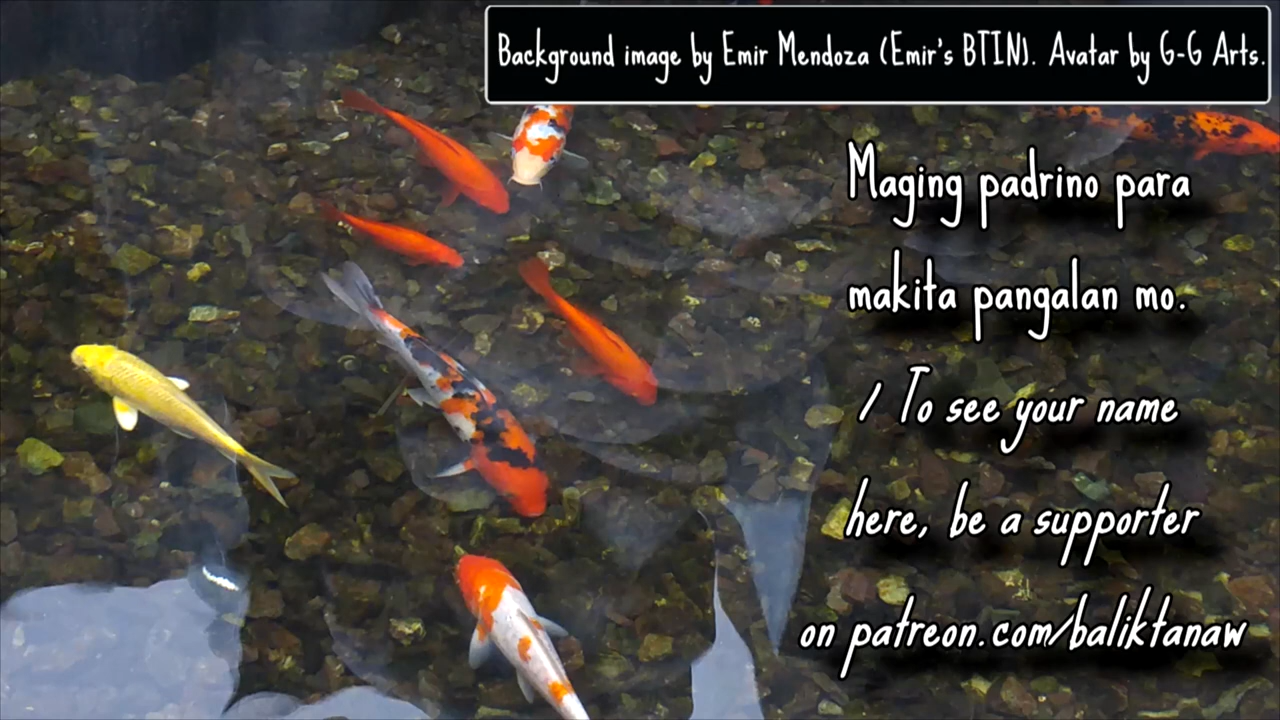 Background image by Emir Mendoza (Emir's BTIN). Avatar by G-G Arts.
Maging padrino para
makita pangalan mo.
/ To see your name
here, be a supporter
on patreon.com/baliktanaw